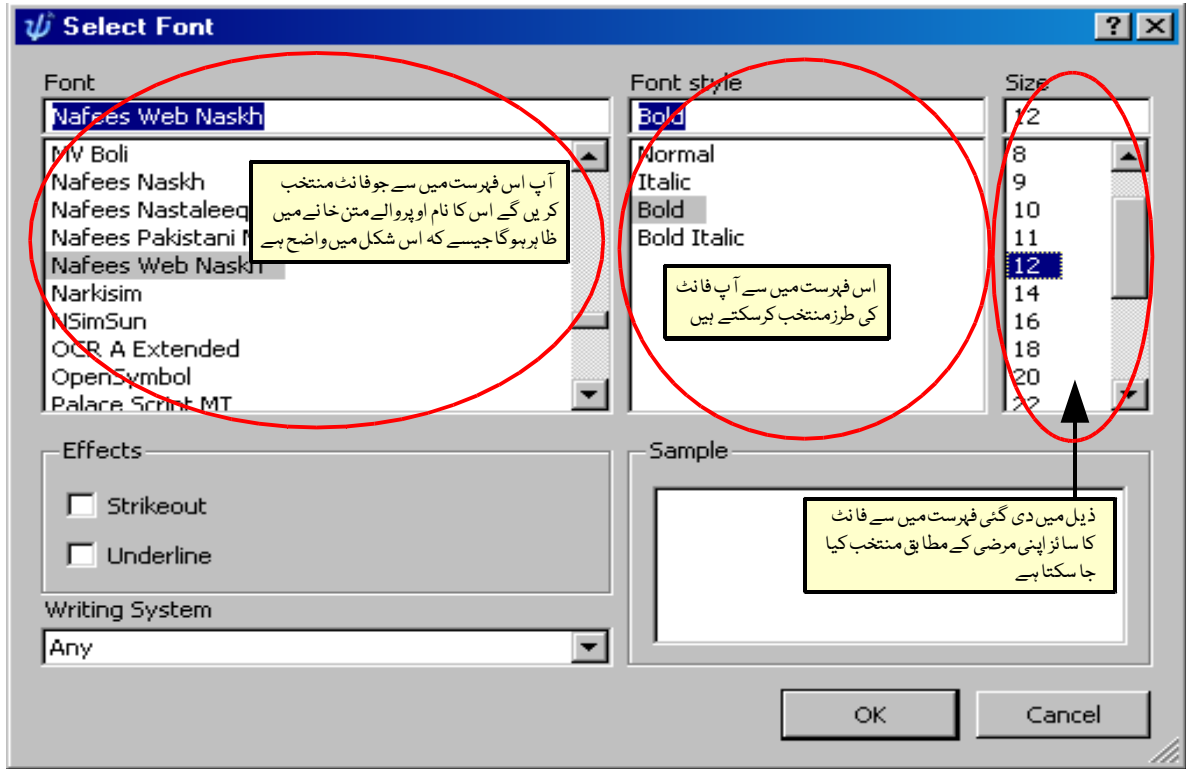 Select Font
Font
Font style
Size
Nafees Web Naskh
Bold
12
MV Boli
Nafees Naskh
Nafees Nastaleeq
Nafees Pakistani
Nafees Web Naskh
Narkisim
NSimSun
OCR A Extended
OpenSymbol
Palace Script MT
آپ اس فہرست میں سے جو فانٹ منتخب
کریں گے اس کا نام اوپر والے متن خانے میں
ظاہر ہوگا جیسے کہ اس شکل میں واضح ہے
Normal
Italic
Bold
Bold Italic
اس فہرست میں سے آپ فانٹ
کی طرز منتخب کر سکتے ہیں
8
9
10
11
12
14
16
18
20
22
Effects
Strikeout
Underline
Sample
ذیل میں دی گئی فہرست میں سے فانٹ
کا سائز اپنی مرضی کے مطابق منتخب کیا
جا سکتا ہے
Writing System
Any
OK
Cancel